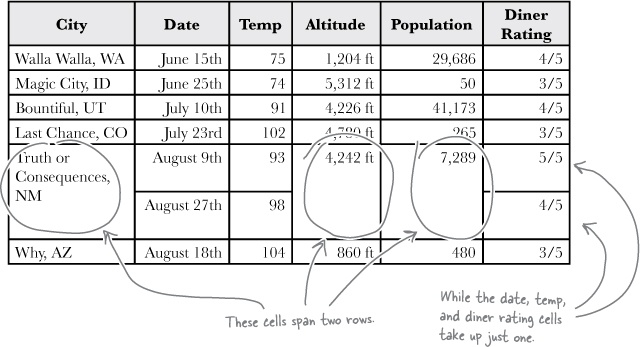 City Date Temp Altitude Population Diner Rating
Walla Walla, WA June 15th 75 1,204 ft 29,686 4/5
Magic City, ID June 25th 74 5,312 ft 50 3/5
Bountiful, UT July 10th 91 4,226 ft 41,173 4/5
Last Chance, CO July 23rd 102 4,780 ft 265 3/5
Truth or August 9th 93 4,242 ft 7,289 5/5
Consequences,
NM
August 27th 98 4/5
Why, AZ August 18th 104 860 ft 480 3/5
These cells span two rows.
While the date, temp,
and diner rating cells
take up just one.